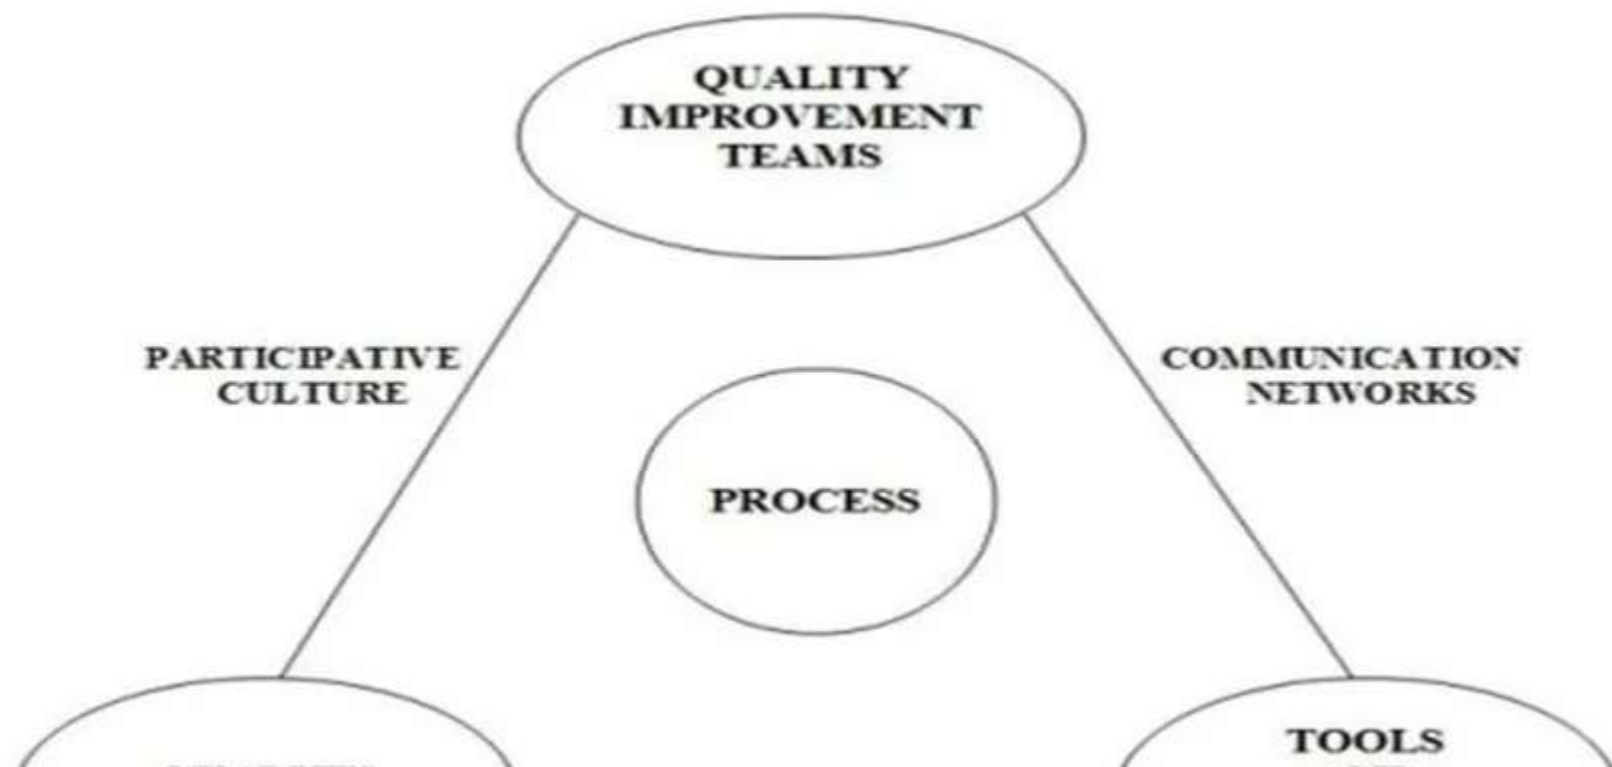 QUALITY
IMPROVEMENT
TEAMS
PARTICIPATIVE
CULTURE
COMMUNICATION
NETWORKS
PROCESS
TOOLS